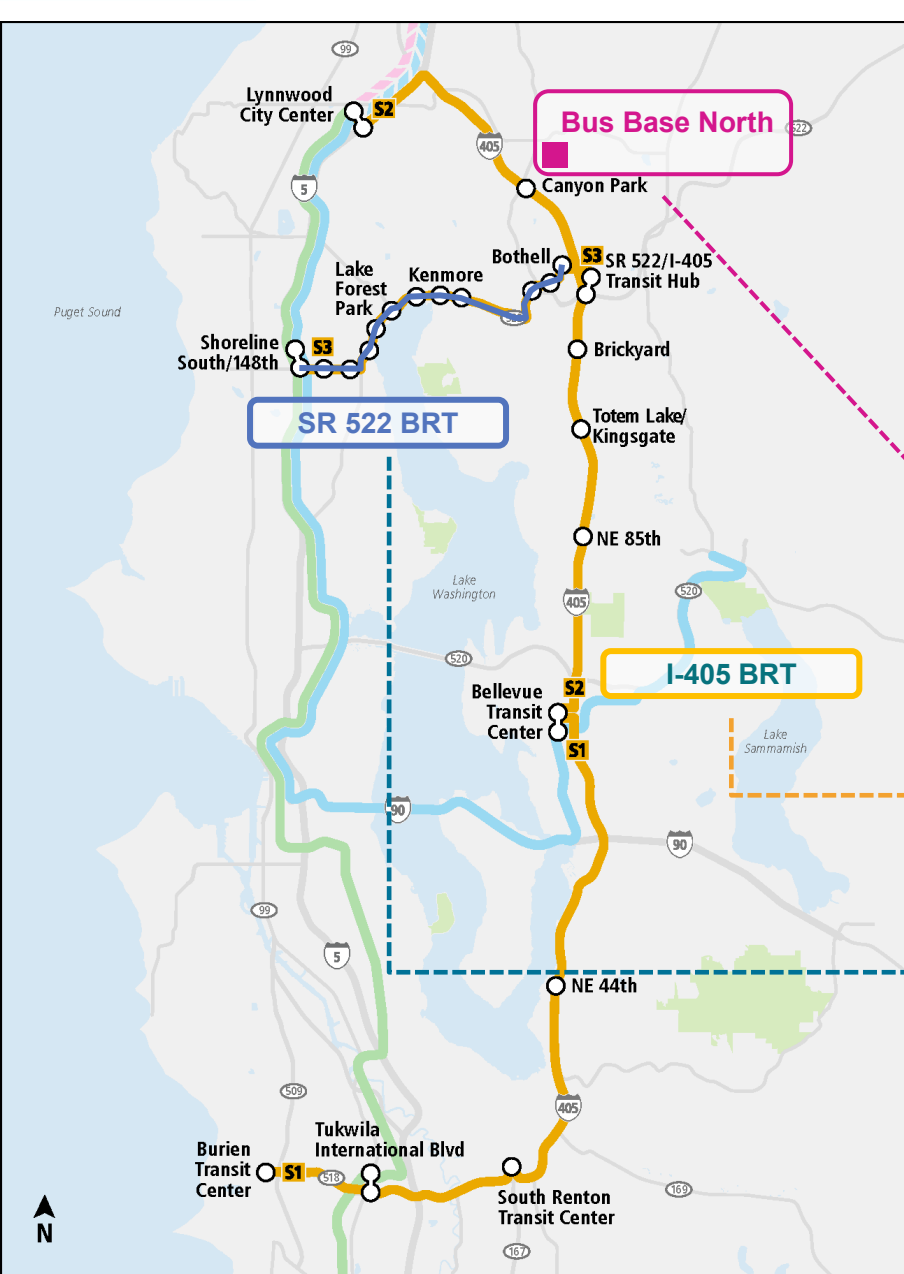 99
Lynnwood
City Center
S2
Bus Base North
522
405
Canyon Park
5
Bothell
S3
SR 522/I-405
Transit Hub
Lake
Forest
Park
Kenmore
Puget Sound
Shoreline
South/148th
S3
Brickyard
SR 522 BRT
Totem Lake/
Kingsgate
NE 85th
Lake
Washington
520
405
520
I-405 BRT
S2
Bellevue
Transit
Center
S1
Lake
Sammamish
90
90
99
5
NE 44th
509
405
Tukwila
International Blvd
Burien
Transit
Center
S1
518
South Renton
Transit Center
169
N
167